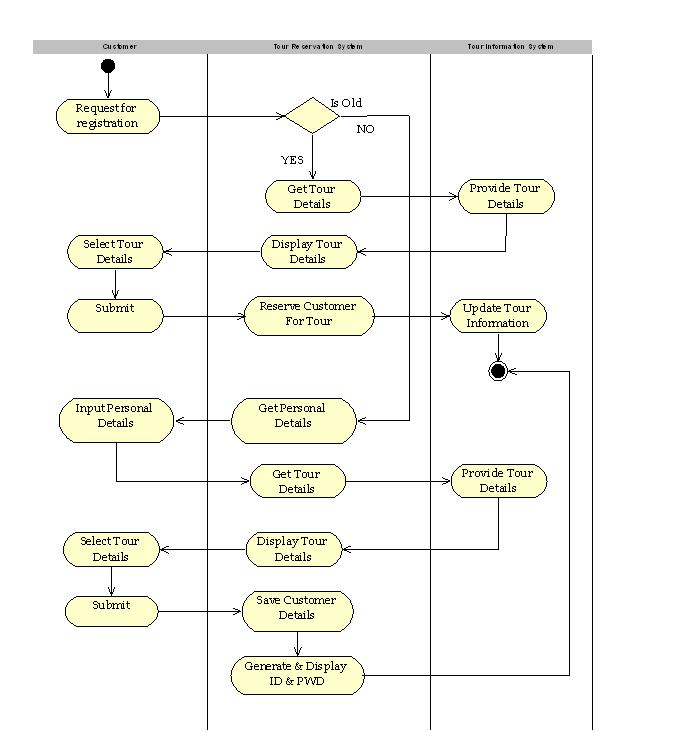 Customer
Tour Reservation System
Tour Information System
Request for
registration
Is Old
NO
YES
Get Tour
Details
Provide Tour
Details
Select Tour
Details
Display Tour
Details
Submit
Reserve Customer
For Tour
Update Tour
Information
Input Personal
Details
Get Personal
Details
Get Tour
Details
Provide Tour
Details
Select Tour
Details
Display Tour
Details
Submit
Save Customer
Details
Generate & Display
ID & PWD